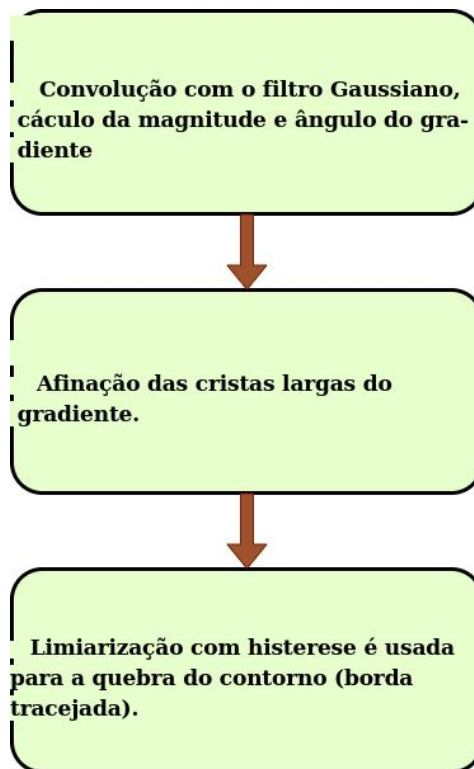 Convolução com o filtro Gaussiano,
cáculo da magnitude e ângulo do gra-
diente
Afinação das cristas largas do
gradiente.
Limiarização com histerese é usada
para a quebra do contorno (borda
tracejada).